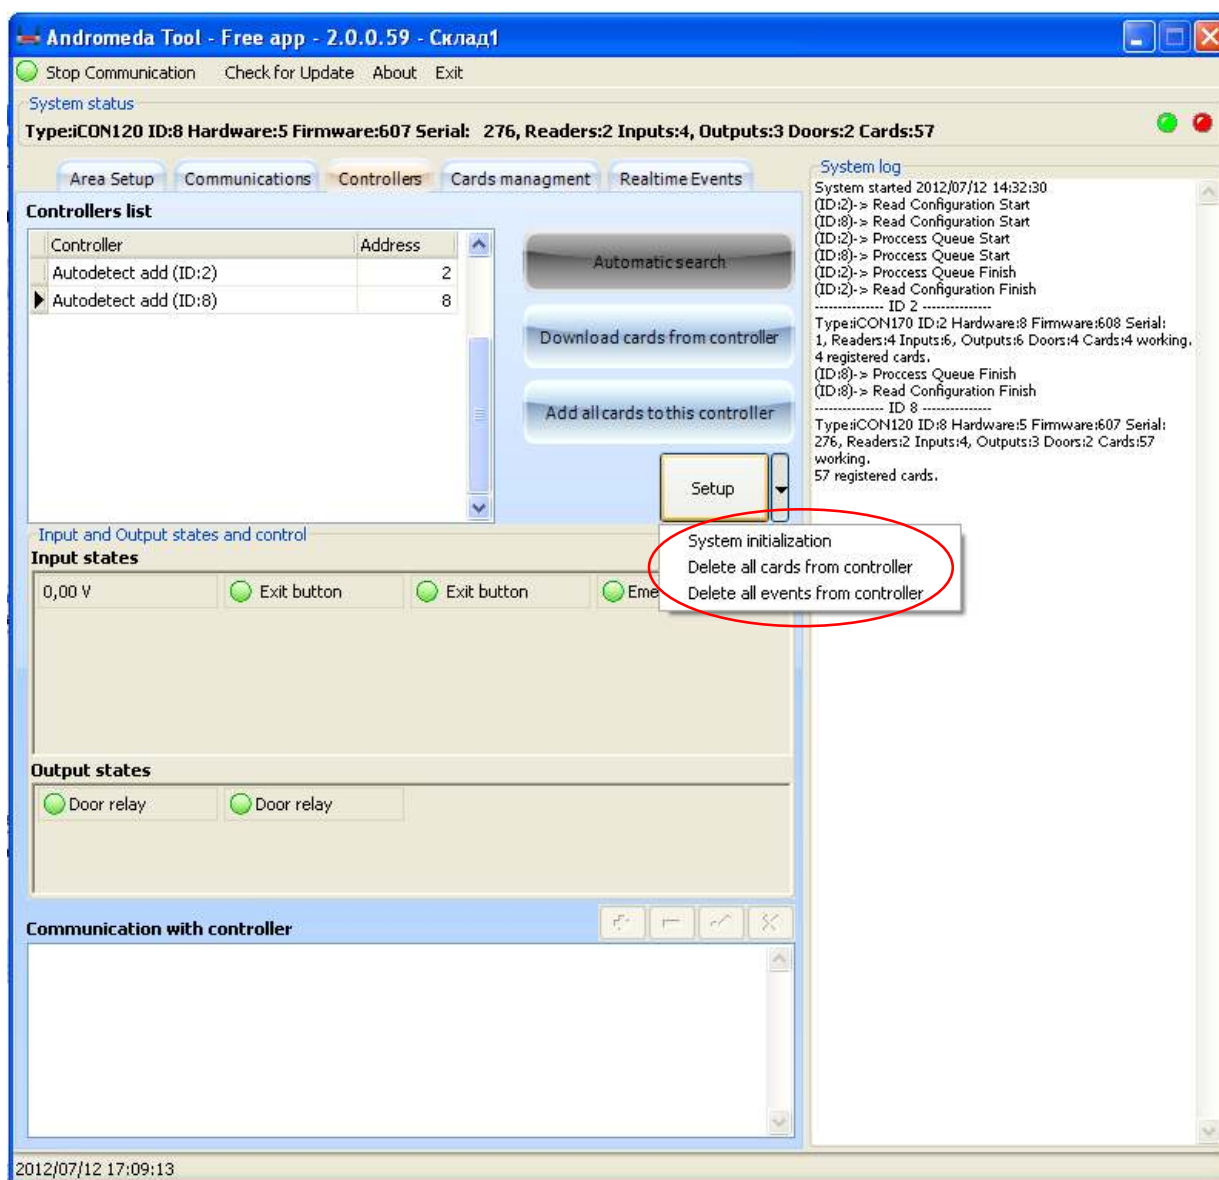 Andromeda Tool - Free app - 2.0.0.59 - Склад1
Stop Communication Check for Update About Exit
System status
Type:iCON120 ID:8 Hardware:5 Firmware:607 Serial: 276, Readers:2 Inputs:4, Outputs:3 Doors:2 Cards:57
Area Setup Communications Controllers Cards managment Realtime Events
Controllers list
Controller Address
Autodetect add (ID:2) 2
Autodetect add (ID:8) 8
Automatic search
Download cards from controller
Add all cards to this controller
Setup
System initialization
Delete all cards from controller
Delete all events from controller
Input and Output states and control
Input states
0,00 V Exit button Exit button Eme
Output states
Door relay Door relay
Communication with controller
System log
System started 2012/07/12 14:32:30
(ID:2)-> Read Configuration Start
(ID:8)-> Read Configuration Start
(ID:2)-> Proccess Queue Start
(ID:8)-> Proccess Queue Start
(ID:2)-> Proccess Queue Finish
(ID:2)-> Read Configuration Finish
--------------- ID 2 ---------------
Type:iCON170 ID:2 Hardware:8 Firmware:608 Serial:
1, Readers:4 Inputs:6, Outputs:6 Doors:4 Cards:4 working.
4 registered cards.
(ID:8)-> Proccess Queue Finish
(ID:8)-> Read Configuration Finish
--------------- ID 8 ---------------
Type:iCON120 ID:8 Hardware:5 Firmware:607 Serial:
276, Readers:2 Inputs:4, Outputs:3 Doors:2 Cards:57
working.
57 registered cards.
2012/07/12 17:09:13